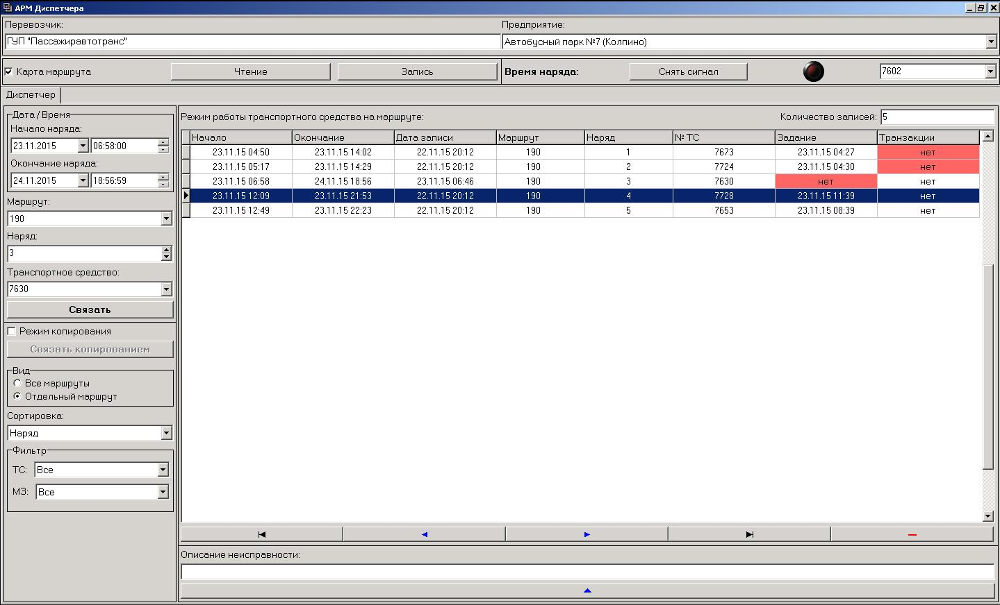 АРМ Диспетчера
Перевозчик: Предприятие:
ГУП "Пассажиравтотранс" Автобусный парк №7 (Колпино)
Карта маршрута Чтение Запись Время наряда: Снять сигнал 7602
Диспетчер
Дата / Время
Начало наряда:
23.11.2015 06:58:00
Окончание наряда:
24.11.2015 18:56:59
Маршрут:
190
Наряд:
3
Транспортное средство:
7630
Связать
Режим копирования
Связать копированием
Вид
Все маршруты
Отдельный маршрут
Сортировка:
Наряд
Фильтр
ТС: Все
МЗ: Все
Режим работы транспортного средства на маршруте: Количество записей: 5
Начало Окончание Дата записи Маршрут Наряд № ТС Задание Транзакции
23.11.15 04:50 23.11.15 14:02 22.11.15 20:12 190 1 7673 23.11.15 04:27 нет
23.11.15 05:17 23.11.15 14:29 22.11.15 20:12 190 2 7724 23.11.15 04:30 нет
23.11.15 06:58 24.11.15 18:56 23.11.15 06:46 190 3 7630 нет нет
23.11.15 12:09 23.11.15 21:53 22.11.15 20:12 190 4 7728 23.11.15 11:39 нет
23.11.15 12:49 23.11.15 22:23 22.11.15 20:12 190 5 7653 23.11.15 08:39 нет
Описание неисправности: